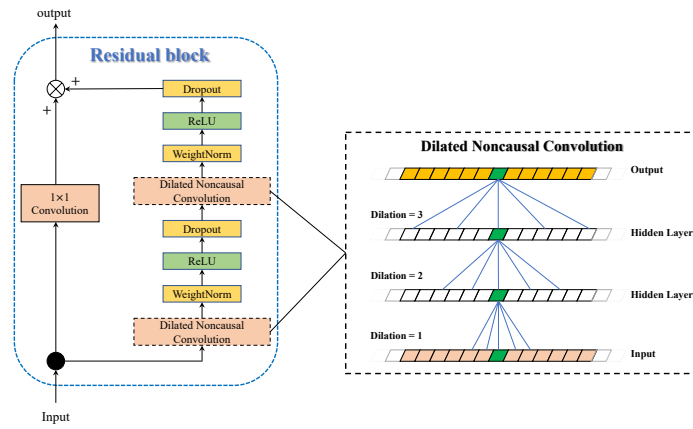 output
Residual block
+
+
Dropout
ReLU
WeightNorm
Dilated Noncausal
Convolution
1×1
Convolution
Dropout
ReLU
WeightNorm
Dilated Noncausal
Convolution
Input
Dilated Noncausal Convolution
Output
Dilation = 3
Hidden Layer
Dilation = 2
Hidden Layer
Dilation = 1
Input